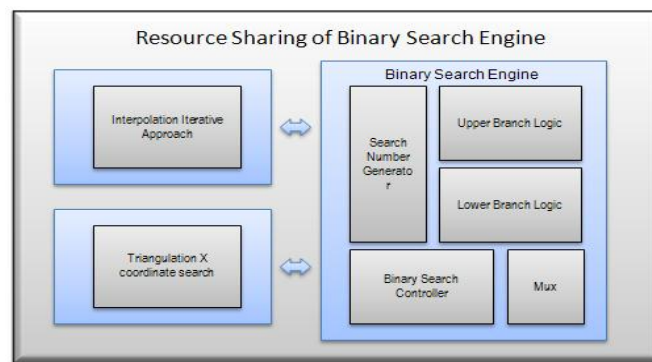 Resource Sharing of Binary Search Engine
Interpolation Iterative
Approach
Triangulation X
coordinate search
Binary Search Engine
Search
Number
Generato
r
Upper Branch Logic
Lower Branch Logic
Binary Search
Controller
Mux